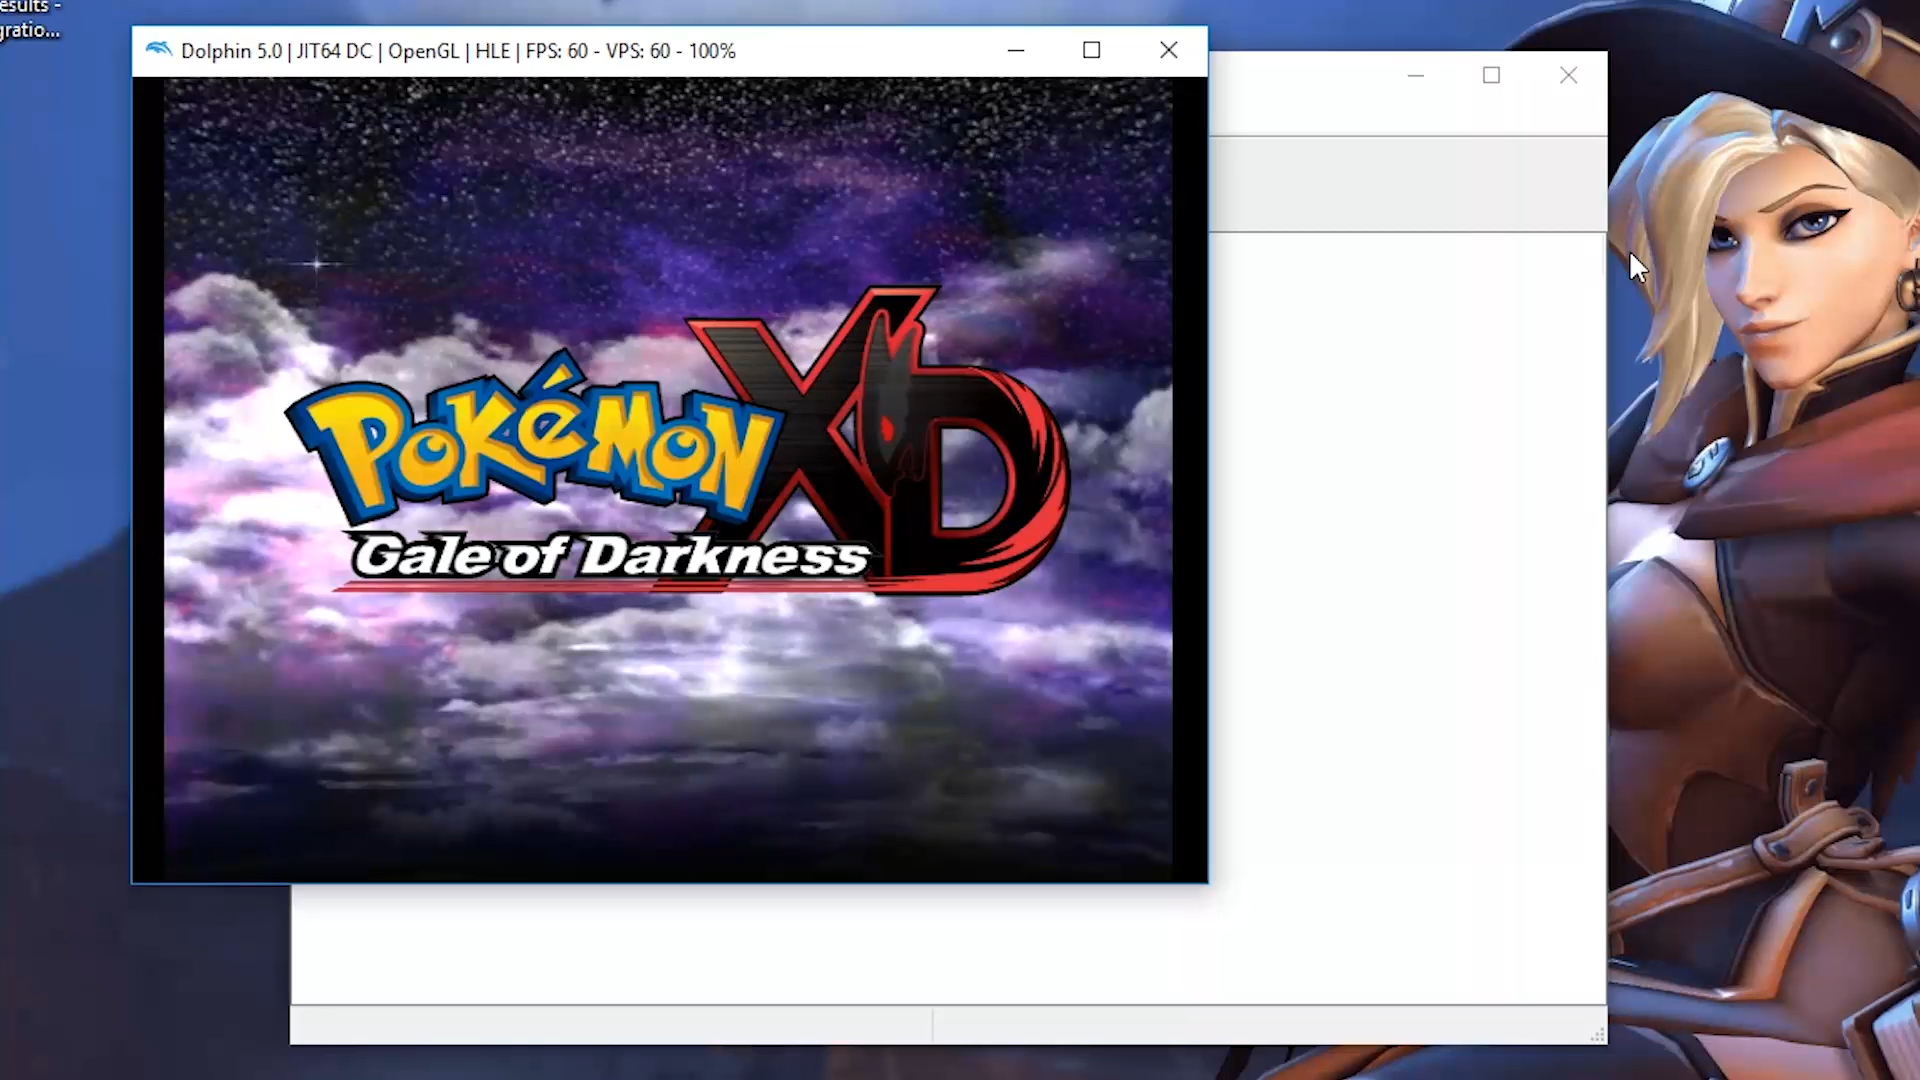 esults -
gratio...
Dolphin 5.0 | JIT64 DC | OpenGL | HLE | FPS: 60 - VPS: 60 - 100%
POKéMON XD
Gale of Darkness